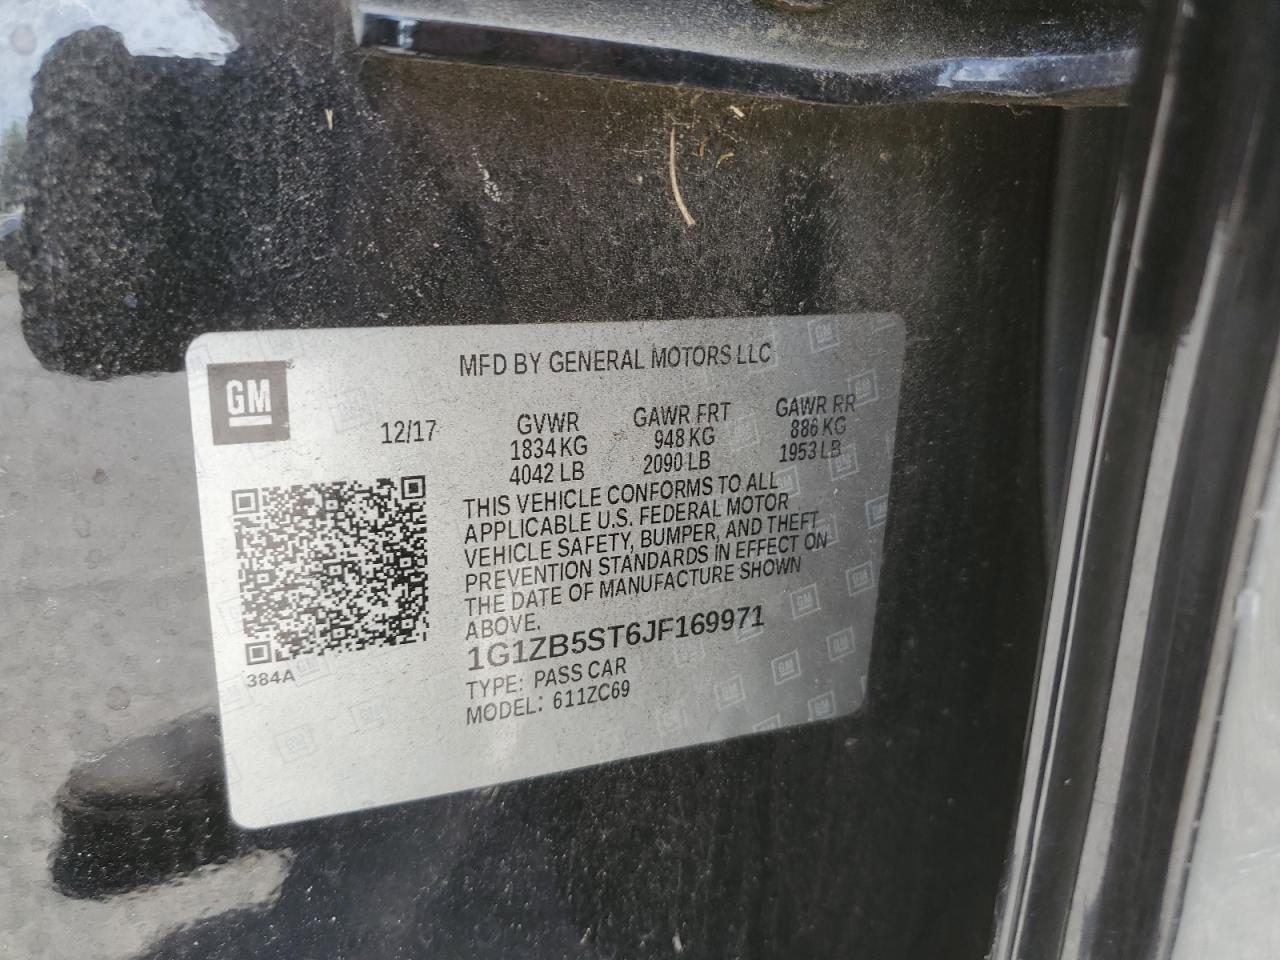 GM
MFD BY GENERAL MOTORS LLC
12/17
GVWR
1834 KG
4042 LB
GAWR FRT
948 KG
2090 LB
GAWR RR
886 KG
1953 LB
THIS VEHICLE CONFORMS TO ALL
APPLICABLE U.S. FEDERAL MOTOR
VEHICLE SAFETY, BUMPER, AND THEFT
PREVENTION STANDARDS IN EFFECT ON
THE DATE OF MANUFACTURE SHOWN
ABOVE.
1G1ZB5ST6JF169971
384A
TYPE: PASS CAR
MODEL: 611ZC69